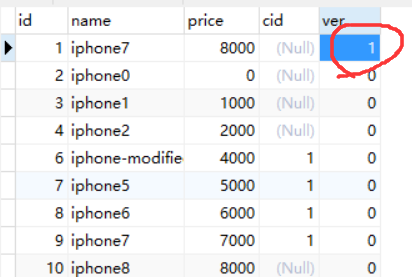 id name price cid ver
1 iphone7 8000 (Null) 1
2 iphone0 0 (Null) 0
3 iphone1 1000 (Null) 0
4 iphone2 2000 (Null) 0
6 iphone-modifie 4000 1 0
7 iphone5 5000 1 0
8 iphone6 6000 1 0
9 iphone7 7000 1 0
10 iphone8 8000 (Null) 0